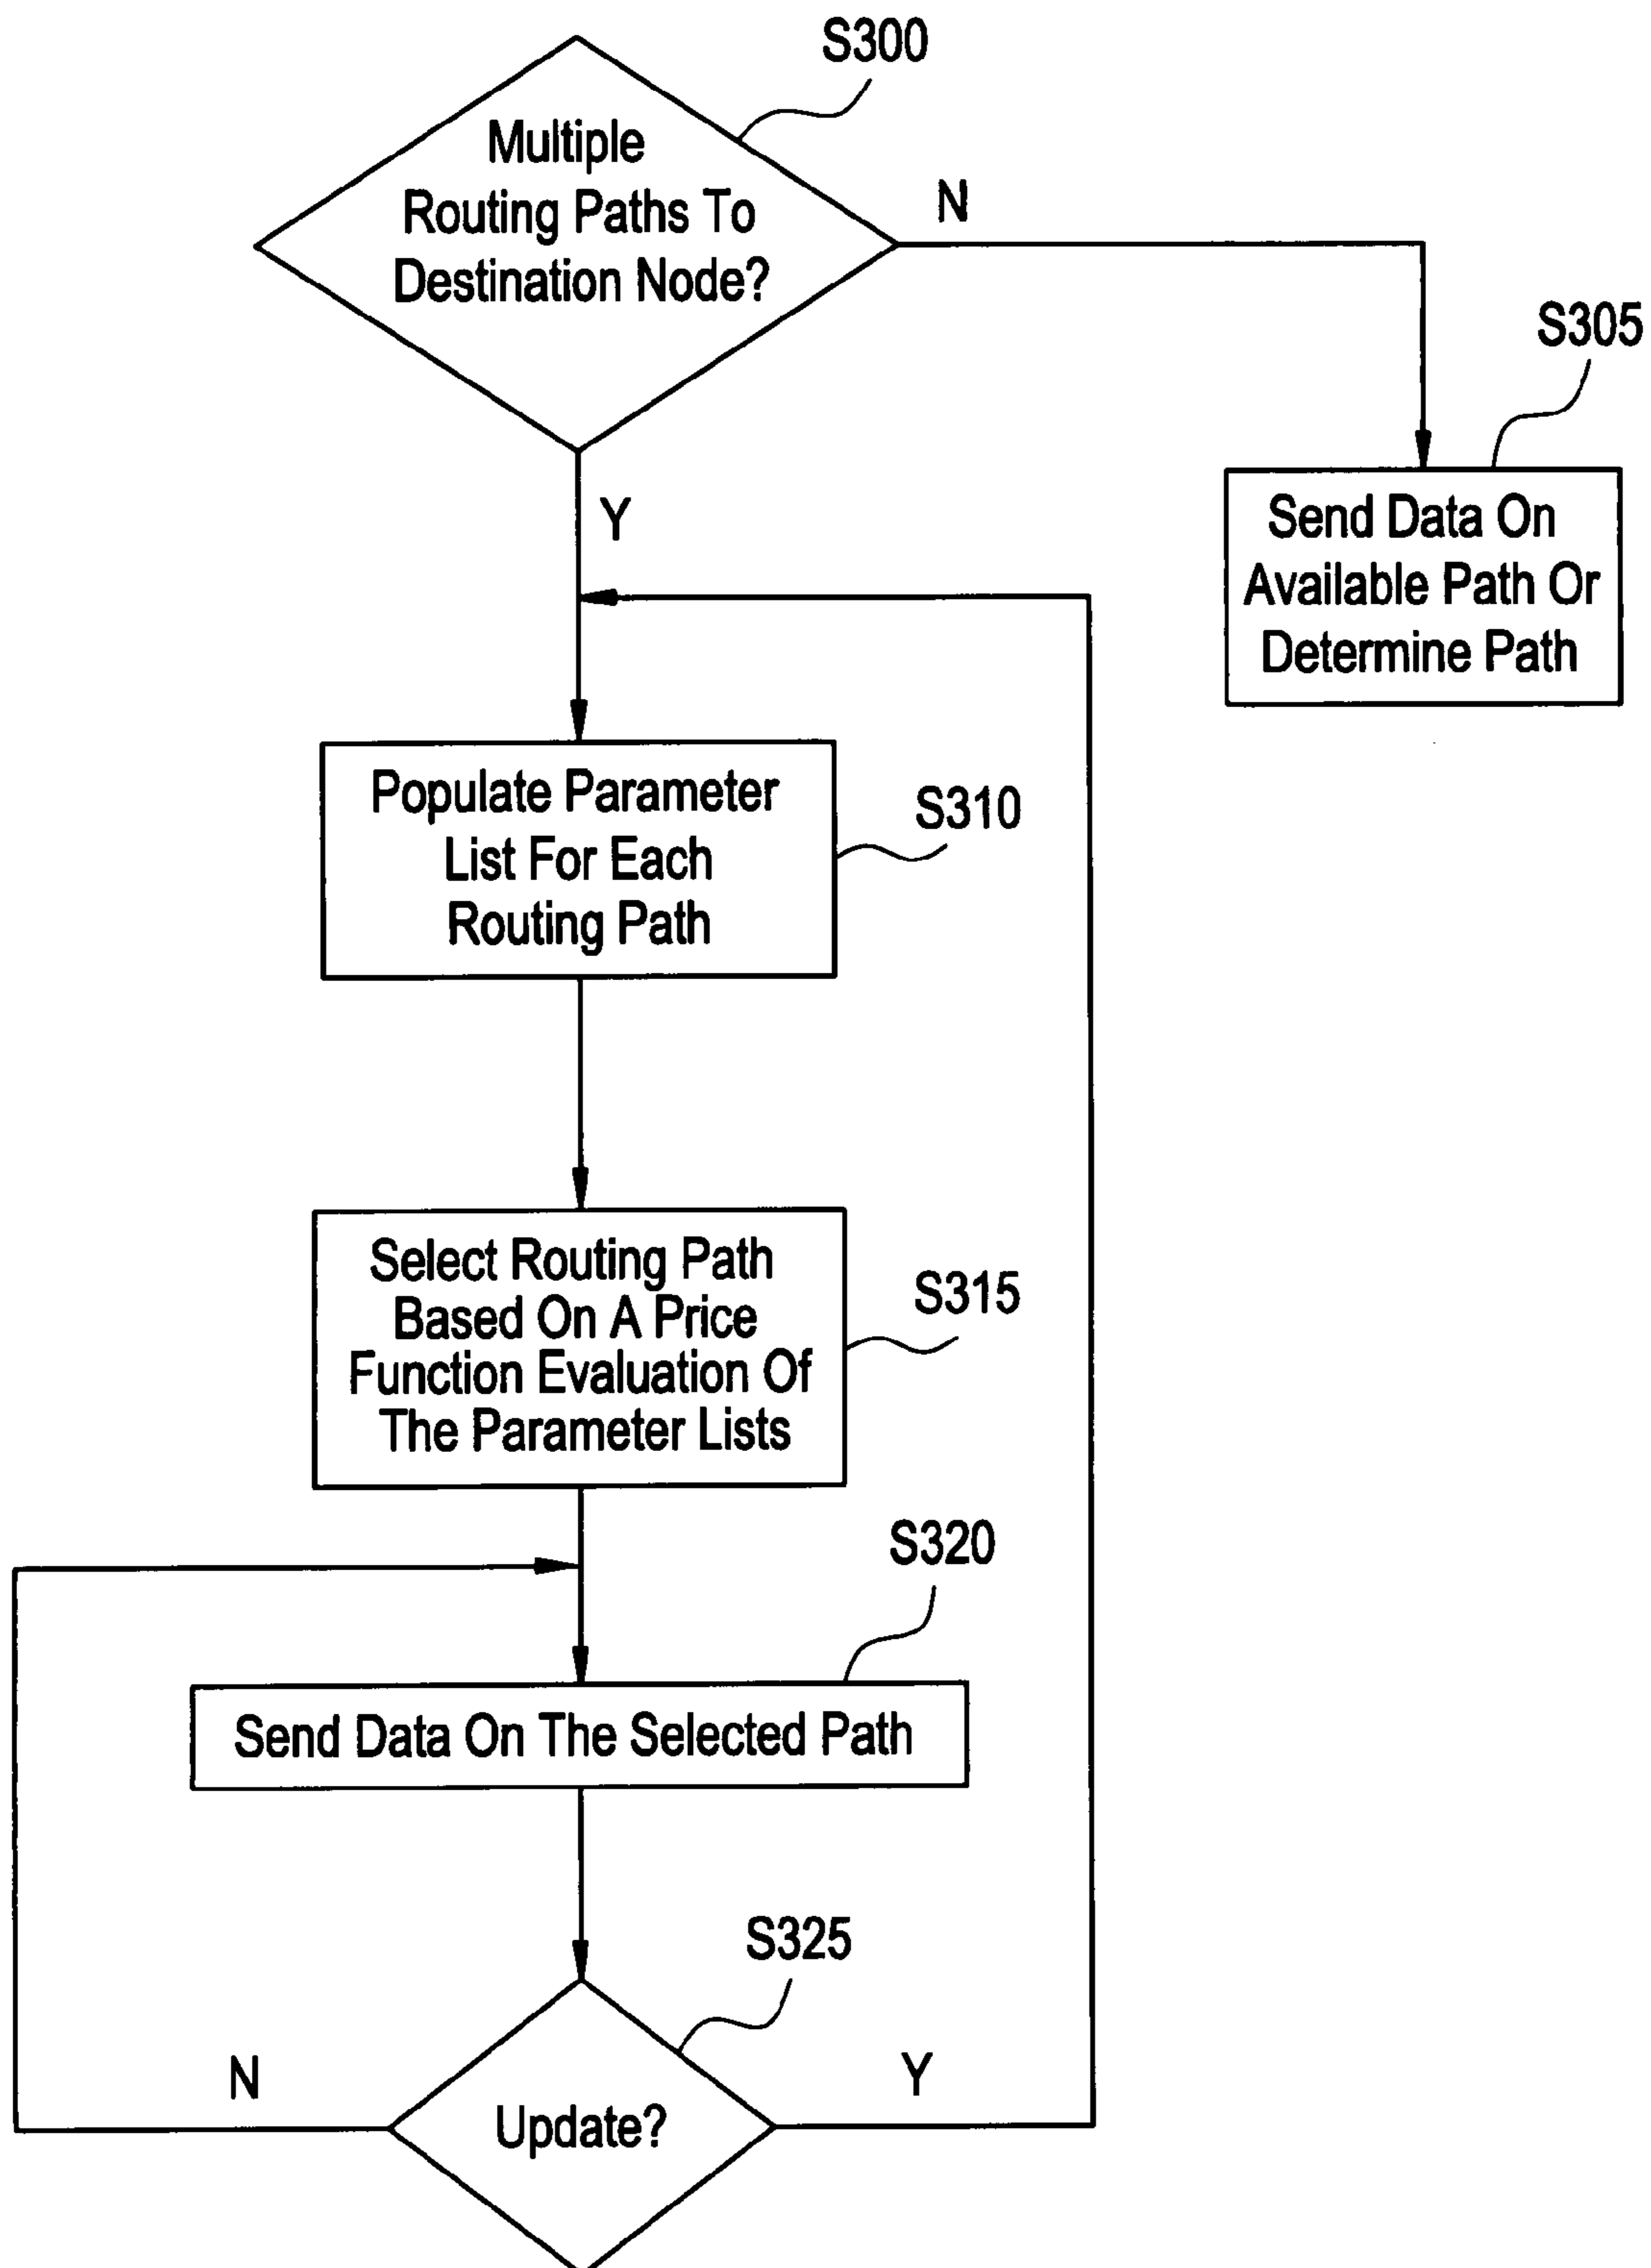 S300
Multiple
Routing Paths To
Destination Node?
N
S305
Send Data On
Available Path Or
Determine Path
Y
Populate Parameter
List For Each
Routing Path
S310
Select Routing Path
Based On A Price
Function Evaluation Of
The Parameter Lists
S315
S320
Send Data On The Selected Path
S325
N
Y
Update?